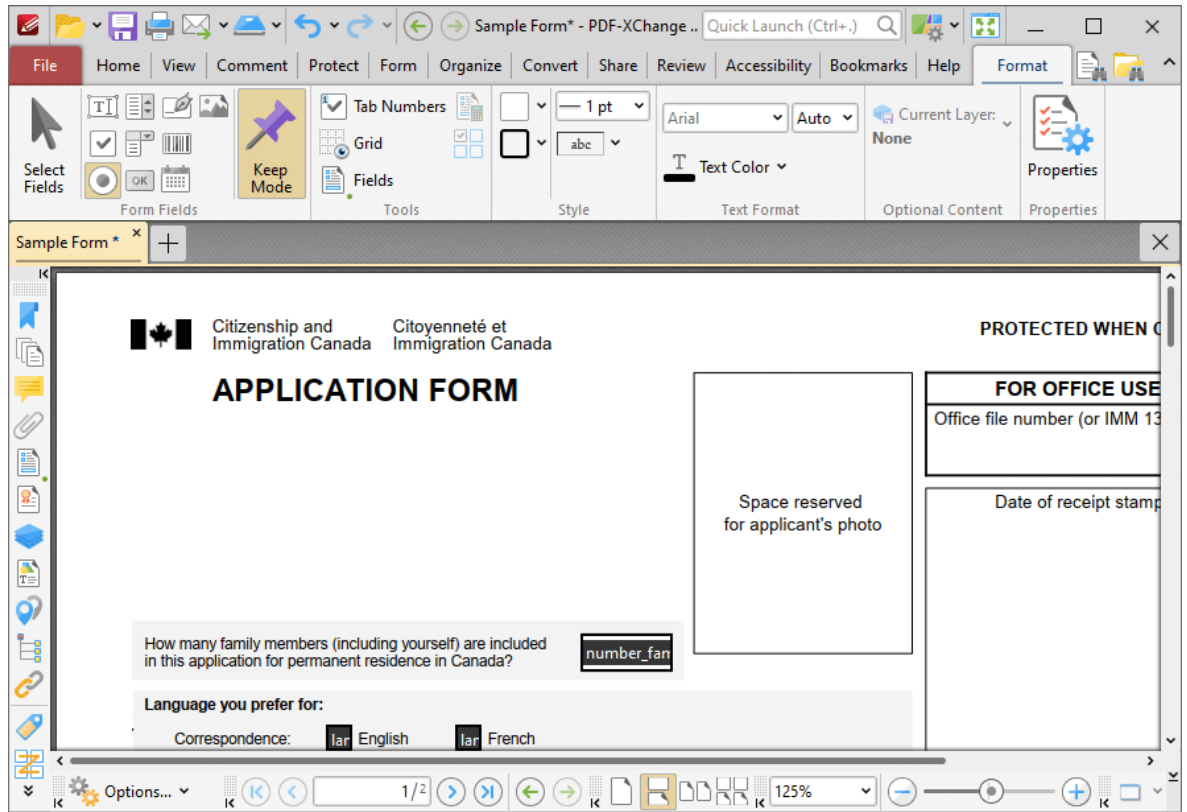 Sample Form* - PDF-XChange ..
Quick Launch (Ctrl+.)
File Home View Comment Protect Form Organize Convert Share Review Accessibility Bookmarks Help Format
Select Fields
OK
Form Fields
Keep Mode
Tab Numbers
Grid
Fields
Tools
1 pt
abc
Style
Arial
Auto
Text Color
Text Format
Current Layer:
None
Optional Content
Properties
Properties
Sample Form *
Citizenship and Immigration Canada
Citoyenneté et Immigration Canada
PROTECTED WHEN
APPLICATION FORM
FOR OFFICE USE
Office file number (or IMM 13
Space reserved
for applicant's photo
Date of receipt stamp
How many family members (including yourself) are included
in this application for permanent residence in Canada?
number_fam
Language you prefer for:
Correspondence: lar English lar French
Options...
1/2
125%